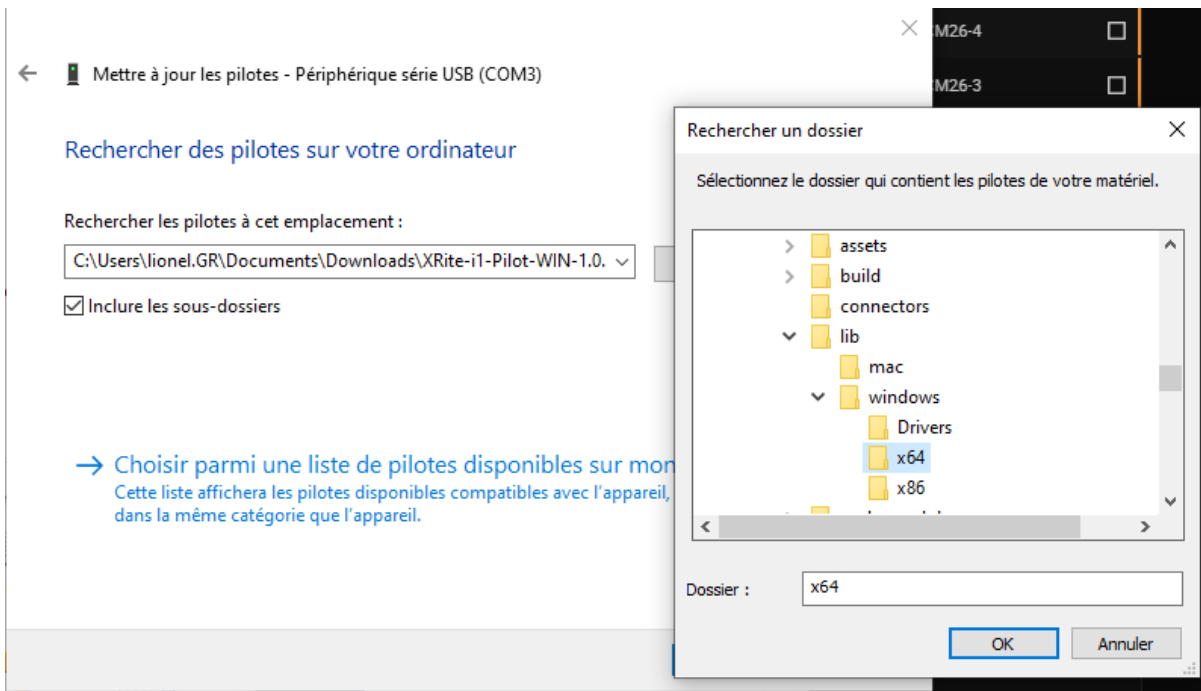 M26-4
M26-3
Mettre à jour les pilotes - Périphérique série USB (COM3)
Rechercher des pilotes sur votre ordinateur
Rechercher les pilotes à cet emplacement :
C:\Users\lionel.GR\Documents\Downloads\XRite-i1-Pilot-WIN-1.0.
Inclure les sous-dossiers
Choisir parmi une liste de pilotes disponibles sur mon
Cette liste affichera les pilotes disponibles compatibles avec l'appareil,
dans la même catégorie que l'appareil.
Rechercher un dossier
Sélectionnez le dossier qui contient les pilotes de votre matériel.
assets
build
connectors
lib
mac
windows
Drivers
x64
x86
Dossier :
x64
OK
Annuler